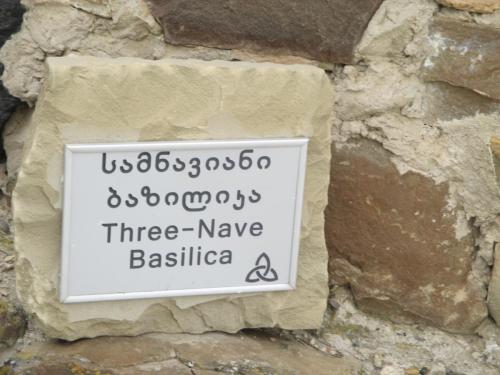 სამნავიანი
ბაზილიკა
Three-Nave
Basilica